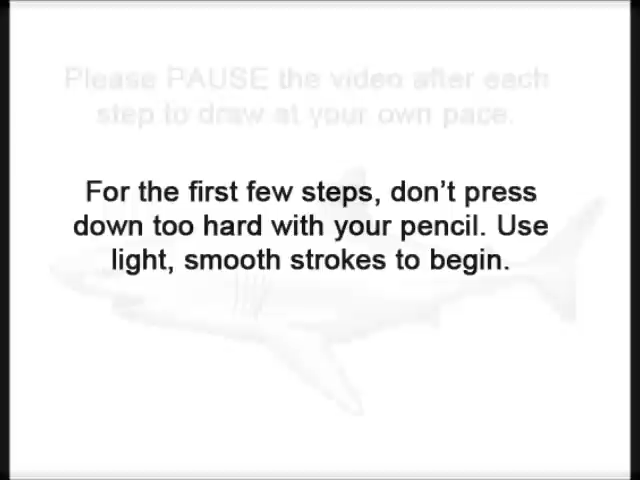 Please PAUSE the video after each
step to draw at your own pace.
For the first few steps, don't press
down too hard with your pencil. Use
light, smooth strokes to begin.